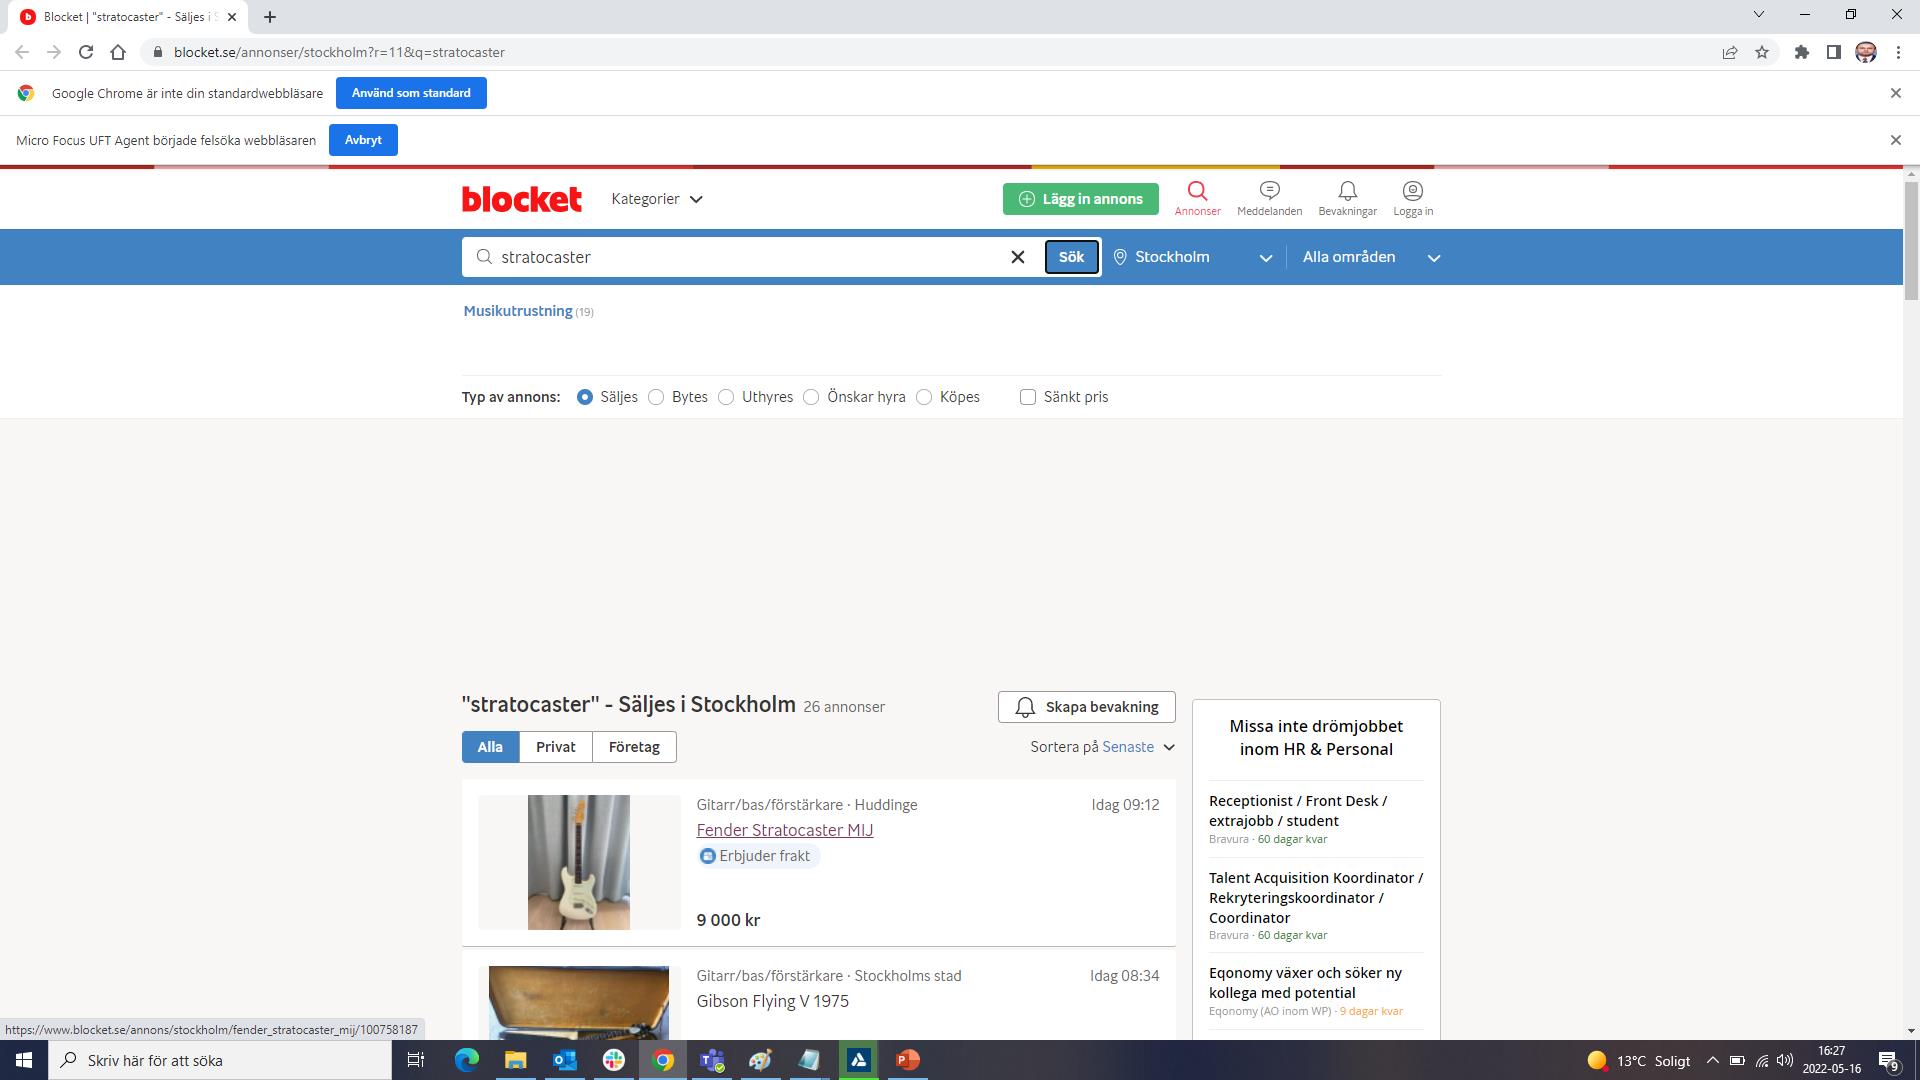 Blocket | "stratocaster" - Säljes i S
blocket.se/annonser/stockholm?r=11&q=stratocaster
Google Chrome är inte din standardwebbläsare
Använd som standard
Micro Focus UFT Agent började felsöka webbläsaren
Avbryt
blocket
Kategorier
Lägg in annons
Annonser
Meddelanden
Bevakningar
Logga in
stratocaster
Sök
Stockholm
Alla områden
Musikutrustning (19)
Typ av annons:
Säljes
Bytes
Uthyres
Önskar hyra
Köpes
Sänkt pris
"stratocaster" - Säljes i Stockholm 26 annonser
Skapa bevakning
Alla
Privat
Företag
Sortera på Senaste
Gitarr/bas/förstärkare · Huddinge
Idag 09:12
Fender Stratocaster MIJ
Erbjuder frakt
9 000 kr
Gitarr/bas/förstärkare · Stockholms stad
Idag 08:34
Gibson Flying V 1975
Missa inte drömjobbet
inom HR & Personal
Receptionist / Front Desk /
extrajobb / student
Bravura · 60 dagar kvar
Talent Acquisition Koordinator /
Rekryteringskoordinator /
Coordinator
Bravura · 60 dagar kvar
Eqonomy växer och söker ny
kollega med potential
Eqonomy (AO inom WP) · 9 dagar kvar
https://www.blocket.se/annons/stockholm/fender_stratocaster_mij/100758187
Skriv här för att söka
13°C Soligt
16:27
2022-05-16
9